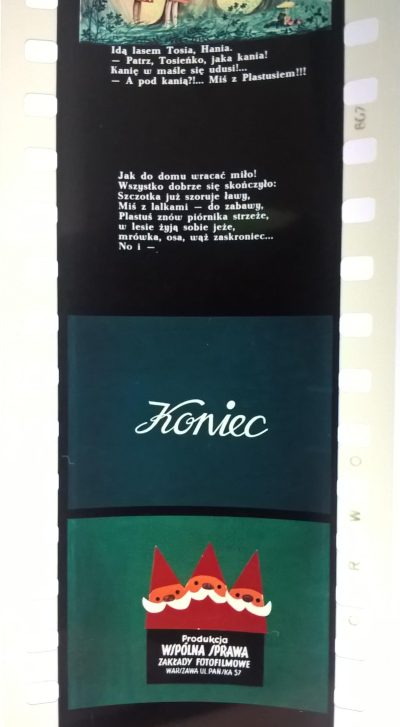 Idą lasem Tosia, Hania.
— Patrz, Tosieńko, jaka kania!
Kanię w maśle się udusi!...
— A pod kanią?!... Miś z Plastusiem!!!
Jak do domu wracać miło!
Wszystko dobrze się skończyło:
Szczotka już szoruje ławy,
Miś z lalkami — do zabawy,
Plastuś znów piórnika strzeże,
w lesie żyją sobie jeże,
mrówka, osa, wąż zaskroniec...
No i —
Koniec
Produkcja
WSPÓLNA SPRAWA
ZAKŁADY FOTOFILMOWE
WARSZAWA UL PAŃSKA 57
ORWO